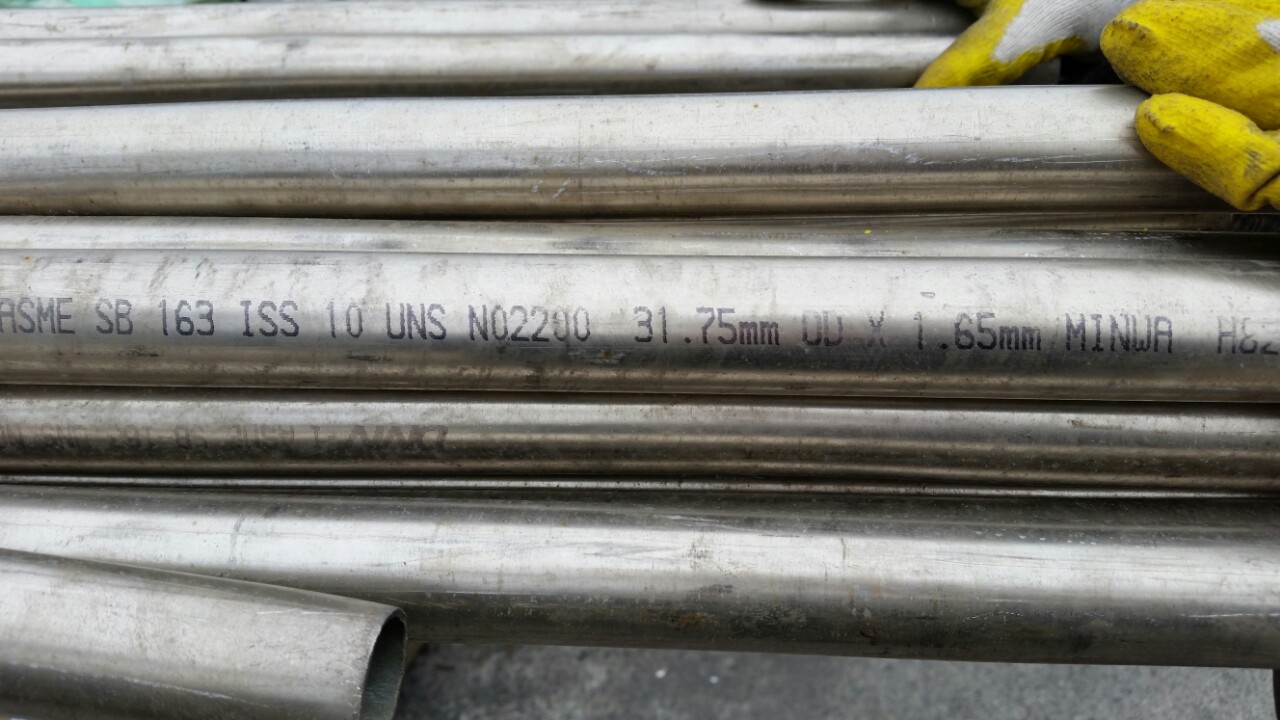 ASME SB 163 ISS 10 UNS N02200 31.75mm OD X 1.65mm MINWA